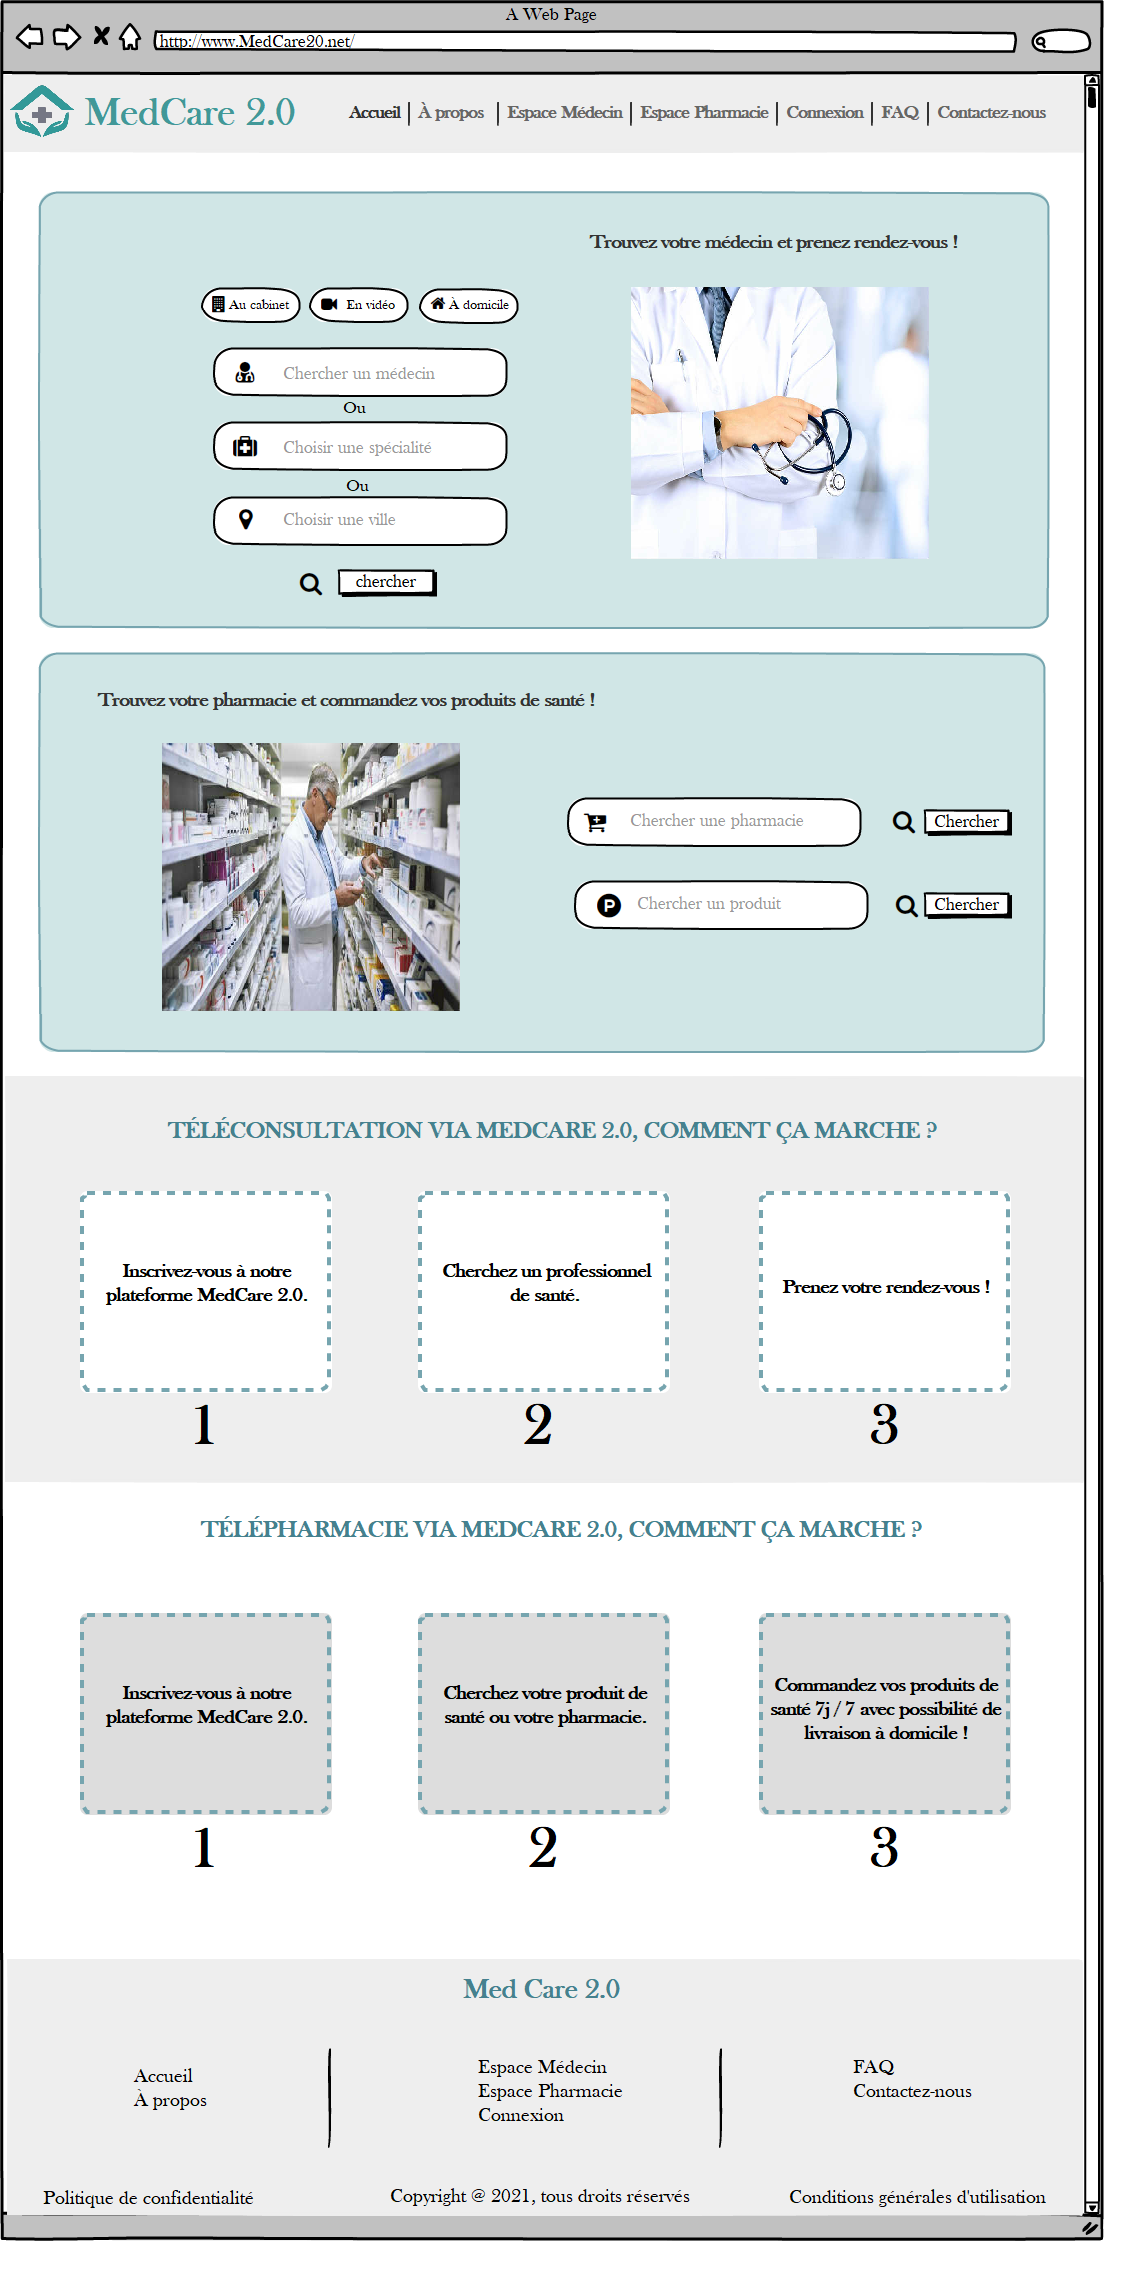 A Web Page
http://www.MedCare20.net/
MedCare 2.0
Accueil | À propos | Espace Médecin | Espace Pharmacie | Connexion | FAQ | Contactez-nous
Trouvez votre médecin et prenez rendez-vous !
Au cabinet
En vidéo
À domicile
Chercher un médecin
Ou
Choisir une spécialité
Ou
Choisir une ville
chercher
Trouvez votre pharmacie et commandez vos produits de santé !
Chercher une pharmacie
Chercher
P
Chercher un produit
Chercher
TÉLÉCONSULTATION VIA MEDCARE 2.0, COMMENT ÇA MARCHE ?
Inscrivez-vous à notre
plateforme MedCare 2.0.
1
Cherchez un professionnel
de santé.
2
Prenez votre rendez-vous !
3
TÉLÉPHARMACIE VIA MEDCARE 2.0, COMMENT ÇA MARCHE ?
Inscrivez-vous à notre
plateforme MedCare 2.0.
1
Cherchez votre produit de
santé ou votre pharmacie.
2
Commandez vos produits de
santé 7j / 7 avec possibilité de
livraison à domicile !
3
Med Care 2.0
Accueil
À propos
Espace Médecin
Espace Pharmacie
Connexion
FAQ
Contactez-nous
Politique de confidentialité
Copyright @ 2021, tous droits réservés
Conditions générales d'utilisation